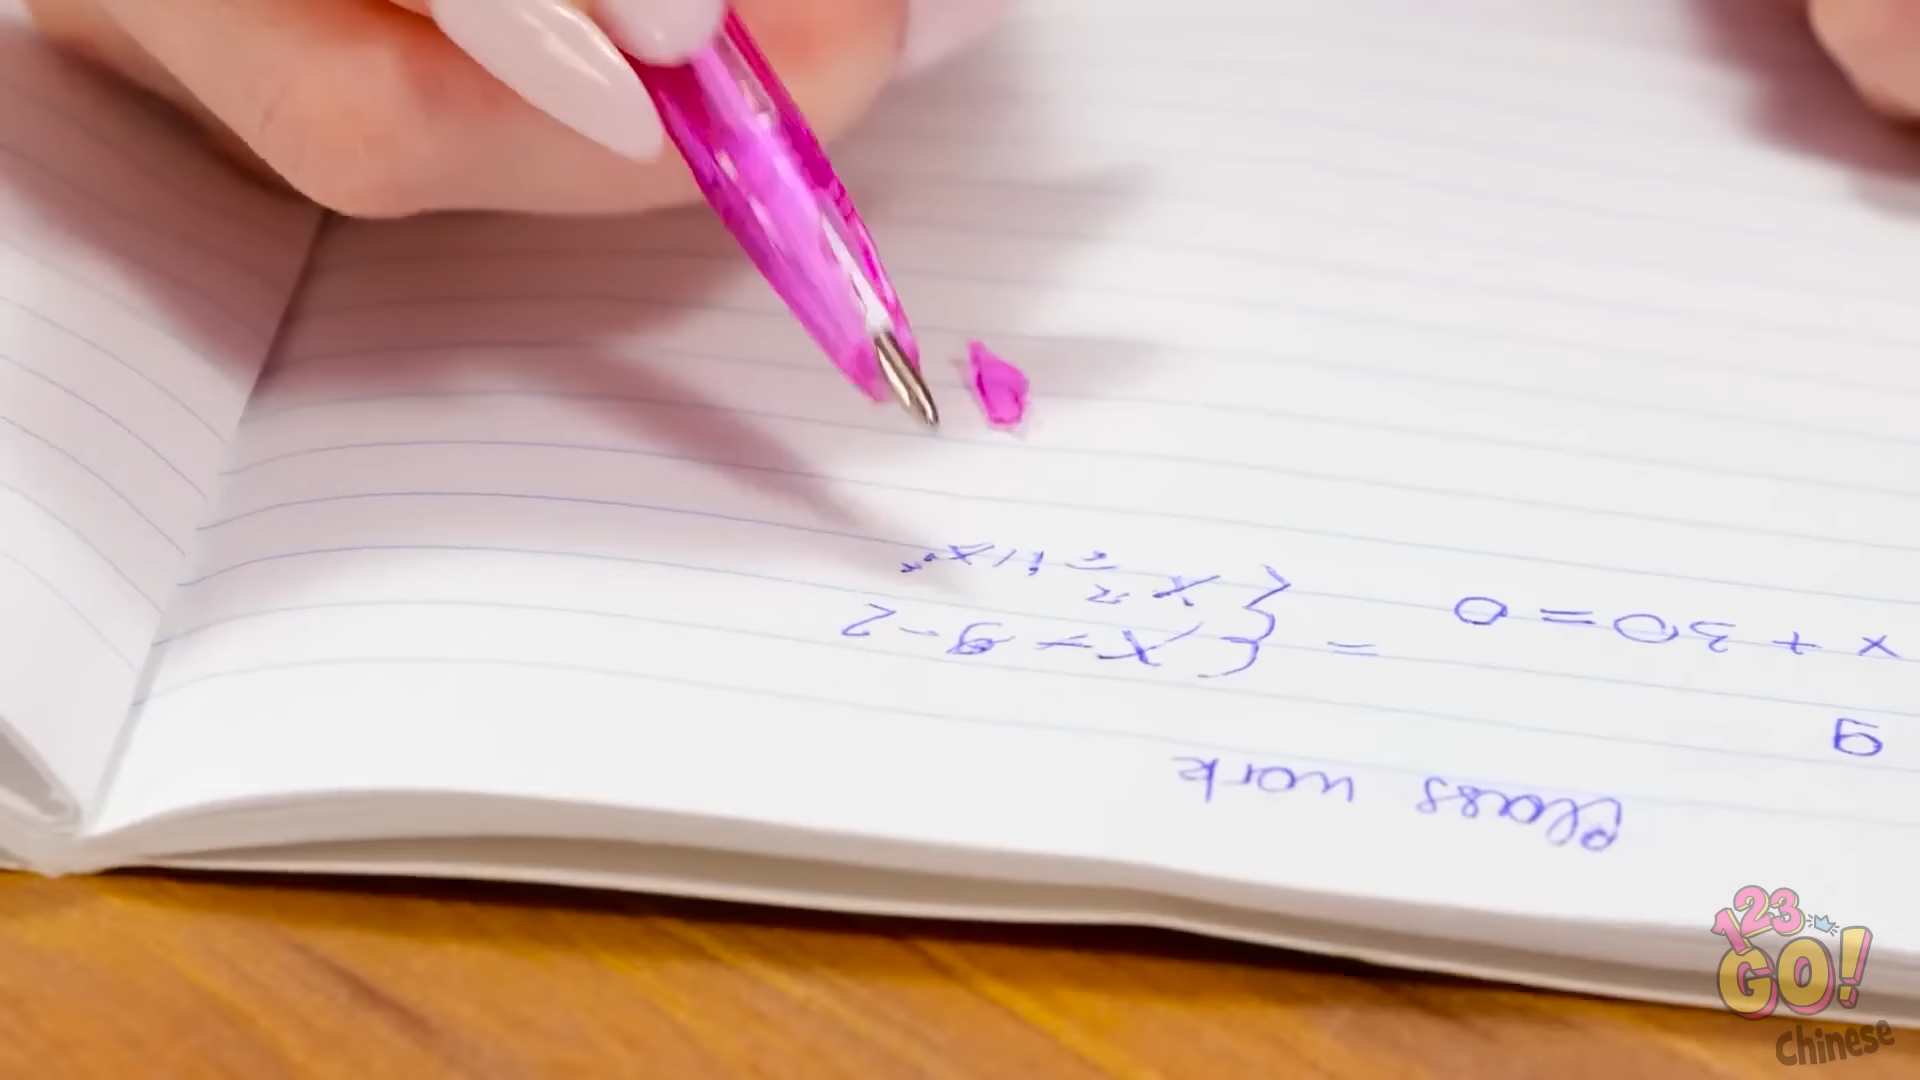 Class work
9
x + 30 = 0 = { x - 9 - 2
123 GO!
Chinese